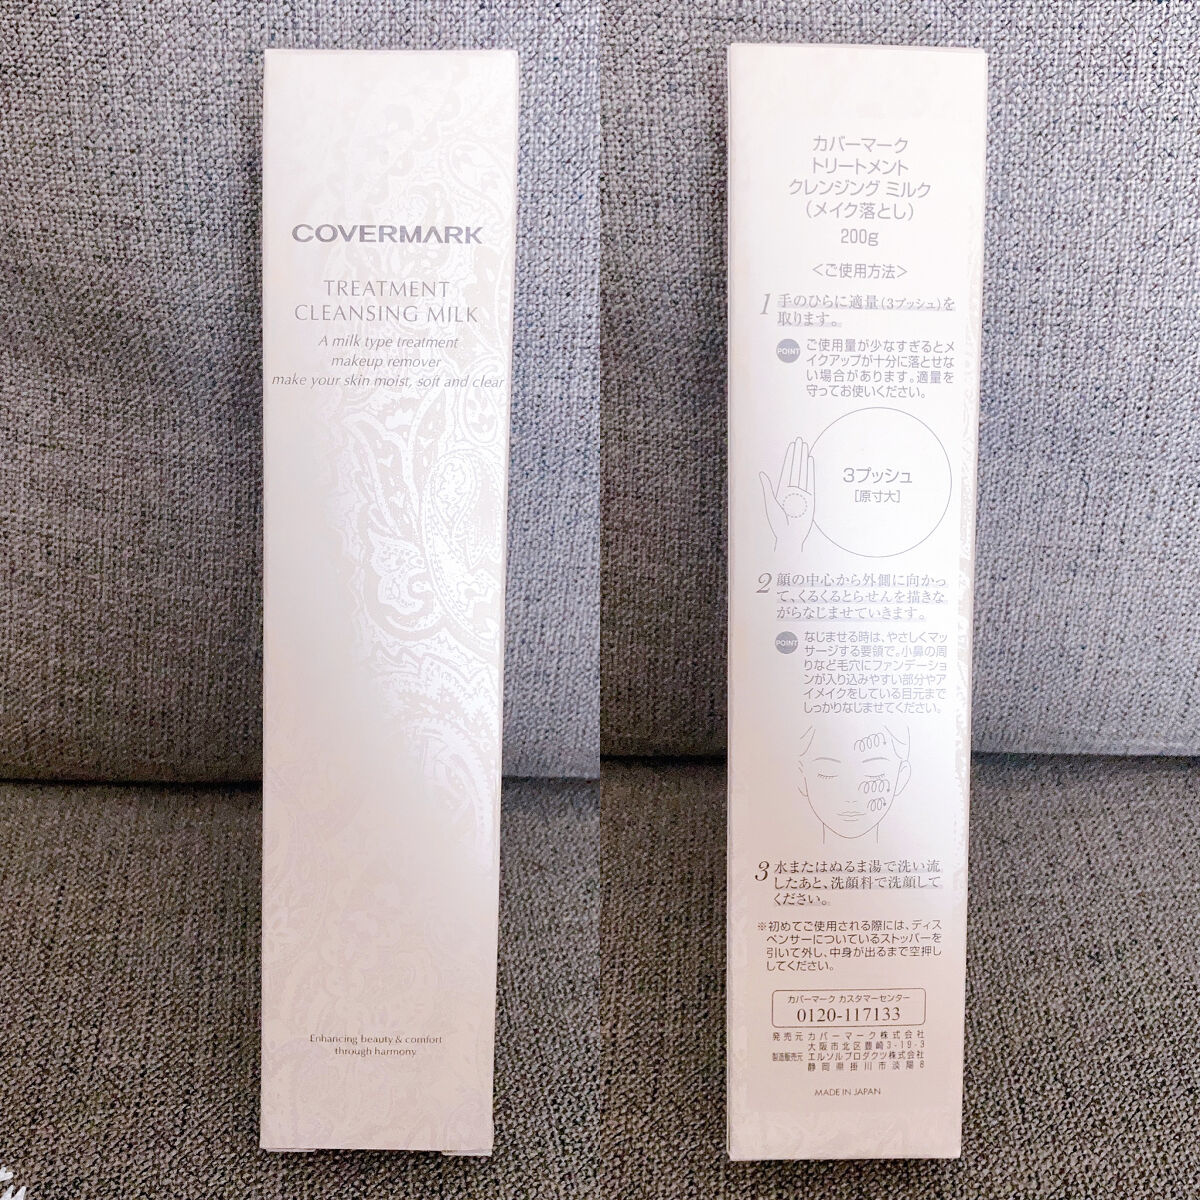 COVERMARK
TREATMENT
CLEANSING MILK
A milk type treatment
makeup remover
make your skin moist, soft and clear
Enhancing beauty & comfort
through harmony
カバーマーク
トリートメント
クレンジング ミルク
（メイク落とし）
200g
＜ご使用方法＞
1 手のひらに適量(3プッシュ)を
取ります。
POINT ご使用量が少なすぎるとメ
イクアップが十分に落とせな
い場合があります。適量を
守ってお使いください。
3プッシュ
[原寸大]
2 顔の中心から外側に向かっ
て、くるくるとらせんを描きな
がらなじませていきます。
POINT なじませる時は、やさしくマッ
サージする要領で。小鼻の周
りなど毛穴にファンデーショ
ンが入り込みやすい部分やア
イメイクをしている目元まで
しっかりなじませてください。
3 水またはぬるま湯で洗い流
したあと、洗顔料で洗顔して
ください。
※初めてご使用される際には、ディス
ペンサーについているストッパーを
引いて外し、中身が出るまで空押し
してください。
カバーマーク カスタマーセンター
0120-117133
発売元 カバーマーク株式会社
大阪市北区豊崎3-19-3
製造販売元 エルソルプロダクツ株式会社
静岡県掛川市淡陽8
MADE IN JAPAN